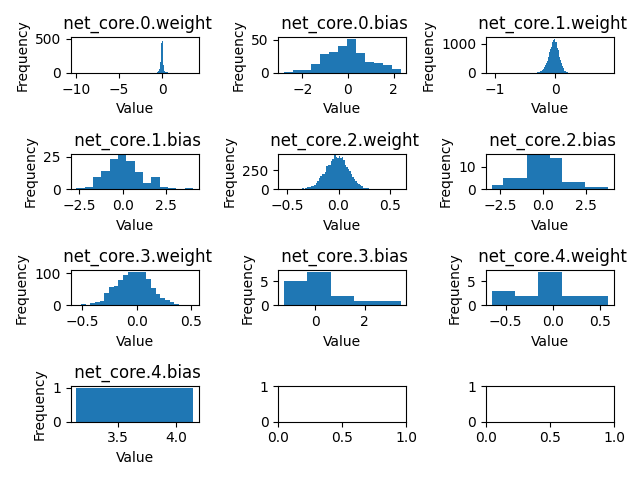 net_core.0.weight
Frequency
500
0
−10
−5
0
Value
net_core.0.bias
Frequency
50
0
−2
0
2
Value
net_core.1.weight
Frequency
1000
0
−1
0
Value
net_core.1.bias
Frequency
25
0
−2.5
0.0
2.5
Value
net_core.2.weight
Frequency
250
0
−0.5
0.0
0.5
Value
net_core.2.bias
Frequency
10
0
−2.5
0.0
2.5
Value
net_core.3.weight
Frequency
100
0
−0.5
0.0
0.5
Value
net_core.3.bias
Frequency
5
0
0
2
Value
net_core.4.weight
Frequency
5
0
−0.5
0.0
0.5
Value
net_core.4.bias
Frequency
1
0
3.5
4.0
Value
1
0
0.0
0.5
1.0
1
0
0.0
0.5
1.0